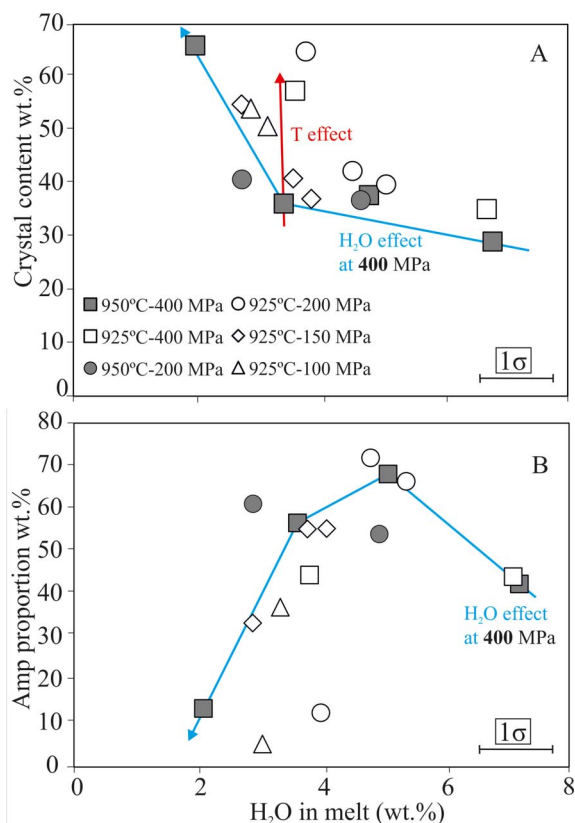 70
A
60
50
T effect
40
30
H₂O effect
at 400 MPa
20
10
0
Crystal content wt.%
950ºC-400 MPa
925ºC-200 MPa
925ºC-400 MPa
925ºC-150 MPa
950ºC-200 MPa
925ºC-100 MPa
1σ
80
B
70
60
50
40
30
20
10
0
Amp proportion wt.%
H₂O effect
at 400 MPa
1σ
0 2 4 6 8
H₂O in melt (wt.%)